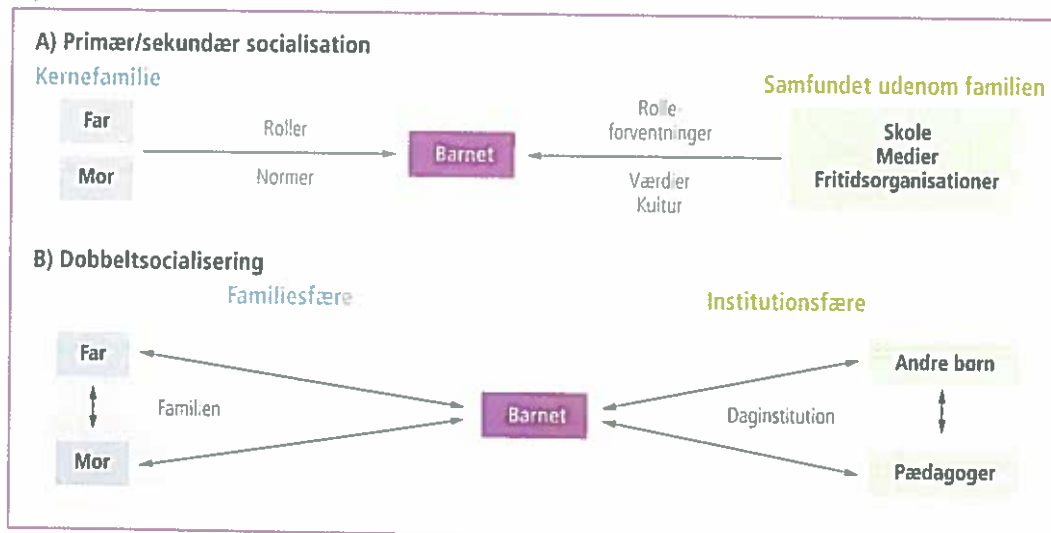 A) Primær/sekundær socialisation
Kernefamilie
Samfundet udenom familien
Far
Mor
Roller
Normer
Barnet
Rolle-
forventninger
Værdier
Kultur
Skole
Medier
Fritidsorganisationer
B) Dobbeltsocialisering
Familiesfære
Institutionsfære
Far
Mor
Familien
Barnet
Daginstitution
Andre børn
Pædagoger